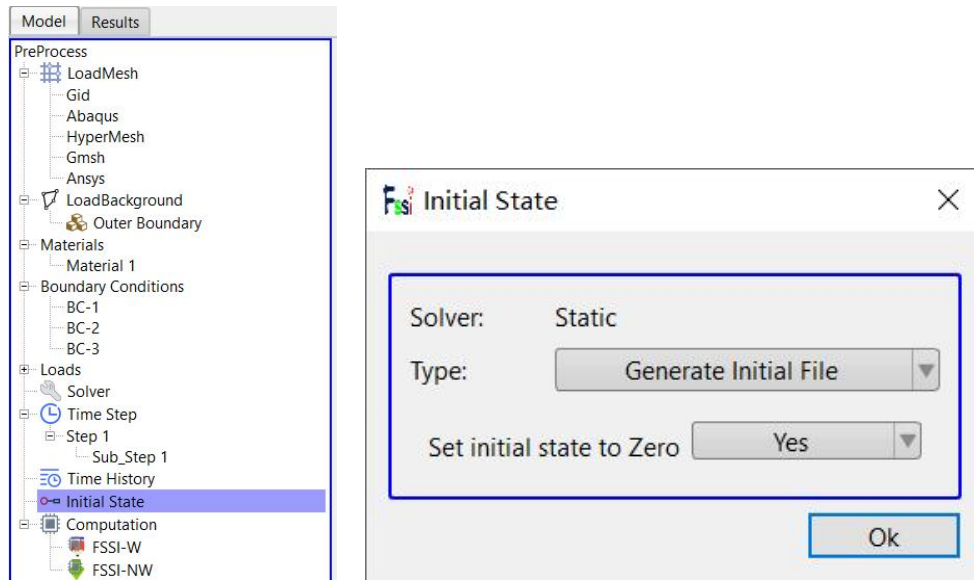 Model Results
PreProcess
LoadMesh
Gid
Abaqus
HyperMesh
Gmsh
Ansys
LoadBackground
Outer Boundary
Materials
Material 1
Boundary Conditions
BC-1
BC-2
BC-3
Loads
Solver
Time Step
Step 1
Sub_Step 1
Time History
Initial State
Computation
FSSI-W
FSSI-NW
Fssi Initial State
Solver: Static
Type: Generate Initial File
Set initial state to Zero Yes
Ok